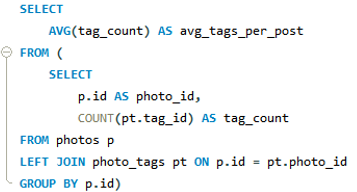 SELECT
AVG(tag_count) AS avg_tags_per_post
FROM (
SELECT
p.id AS photo_id,
COUNT(pt.tag_id) AS tag_count
FROM photos p
LEFT JOIN photo_tags pt ON p.id = pt.photo_id
GROUP BY p.id)